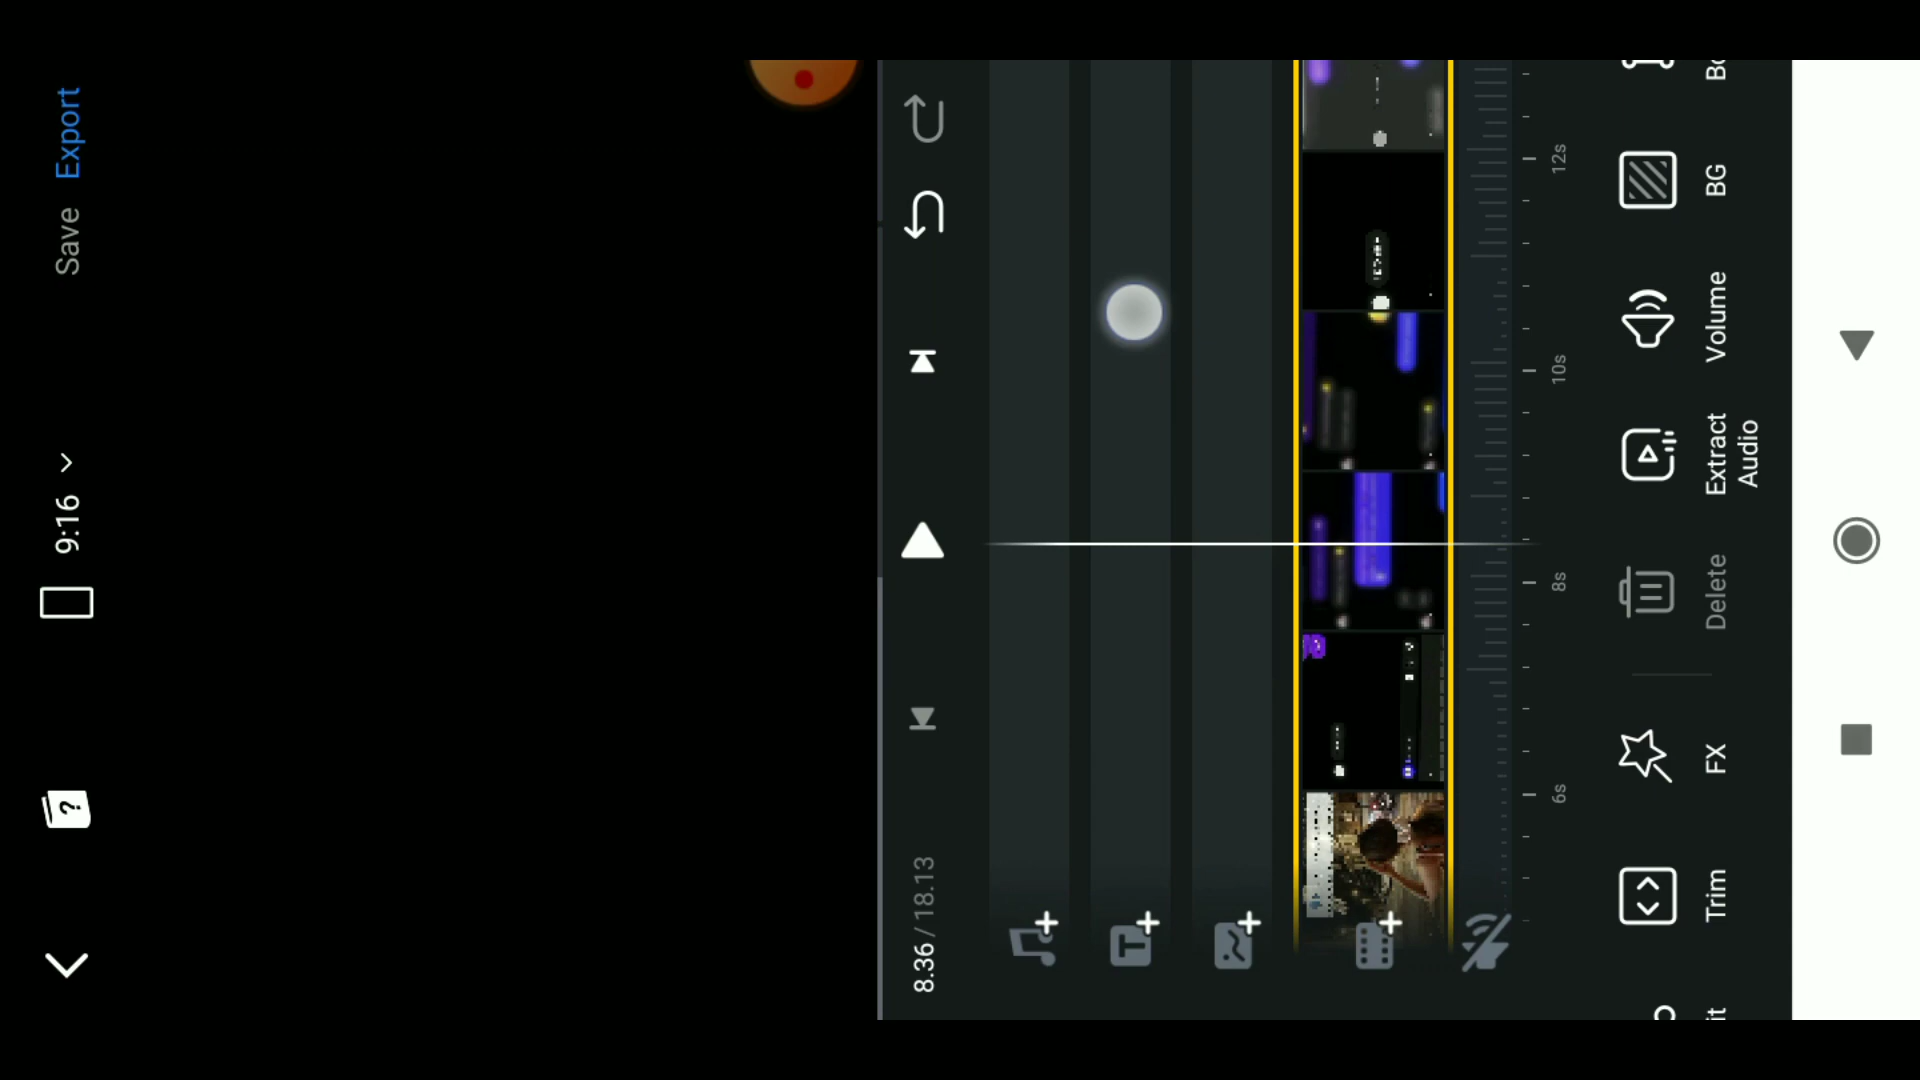 9:16
Save
Export
8.36 / 18.13
6s
8s
10s
12s
Trim
FX
Delete
Extract
Audio
Volume
BG